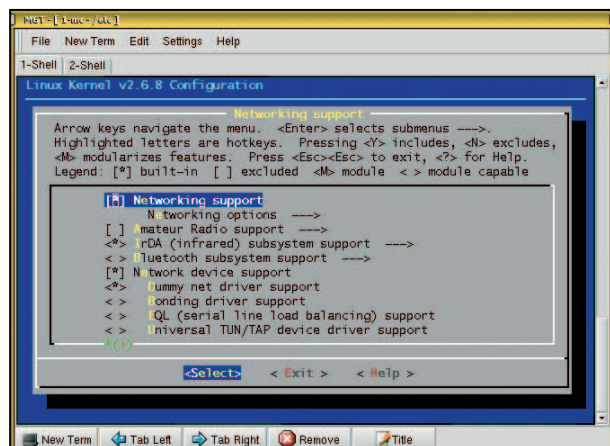 MGT - [ 1-mc - /etc ]
File New Term Edit Settings Help
1-Shell 2-Shell
Linux Kernel v2.6.8 Configuration
Networking support
Arrow keys navigate the menu. <Enter> selects submenus --->.
Highlighted letters are hotkeys. Pressing <Y> includes, <N> excludes,
<M> modularizes features. Press <Esc><Esc> to exit, <?> for Help.
Legend: [*] built-in [ ] excluded <M> module < > module capable
[*] Networking support
Networking options --->
[ ] Amateur Radio support --->
<*> IrDA (infrared) subsystem support --->
< > Bluetooth subsystem support --->
[*] Network device support
<*> Dummy net driver support
< > Bonding driver support
< > EQL (serial line load balancing) support
< > Universal TUN/TAP device driver support
(+)
<Select> < Exit > < Help >
New Term Tab Left Tab Right Remove Title